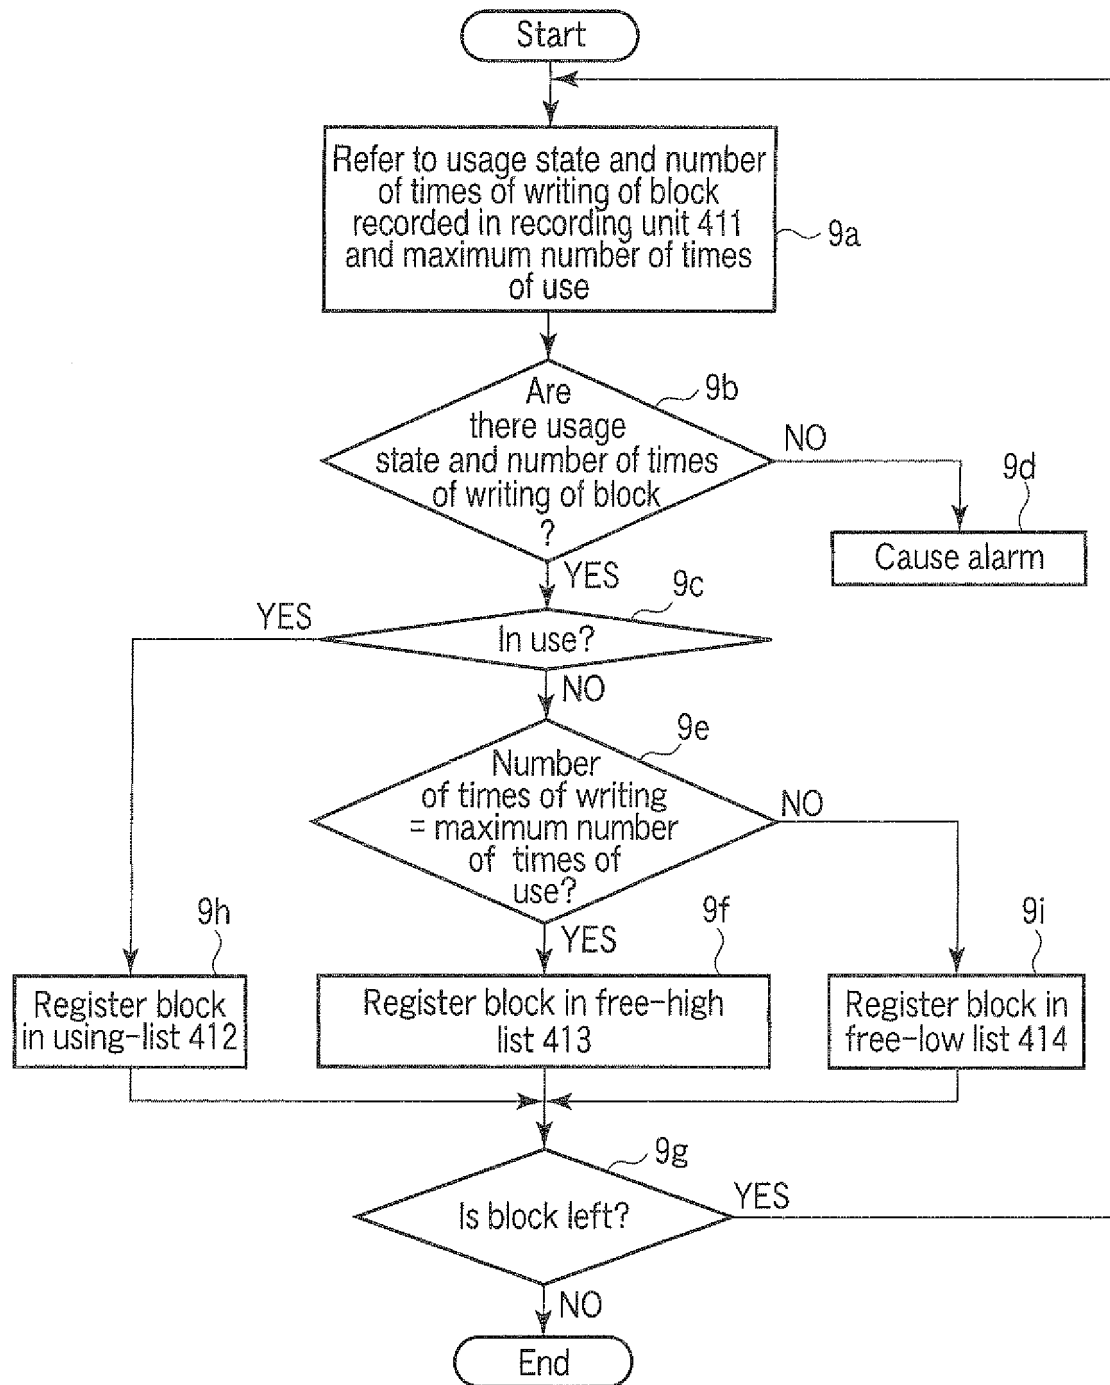 Start
Refer to usage state and number
of times of writing of block
recorded in recording unit 411
and maximum number of times
of use
9a
Are
there usage
state and number of times
of writing of block
?
9b
NO
9d
Cause alarm
YES
9c
YES
In use?
NO
9e
Number
of times of writing
= maximum number
of times of
use?
NO
YES
9h
Register block
in using-list 412
9f
Register block in free-high
list 413
9i
Register block in
free-low list 414
9g
Is block left?
YES
NO
End